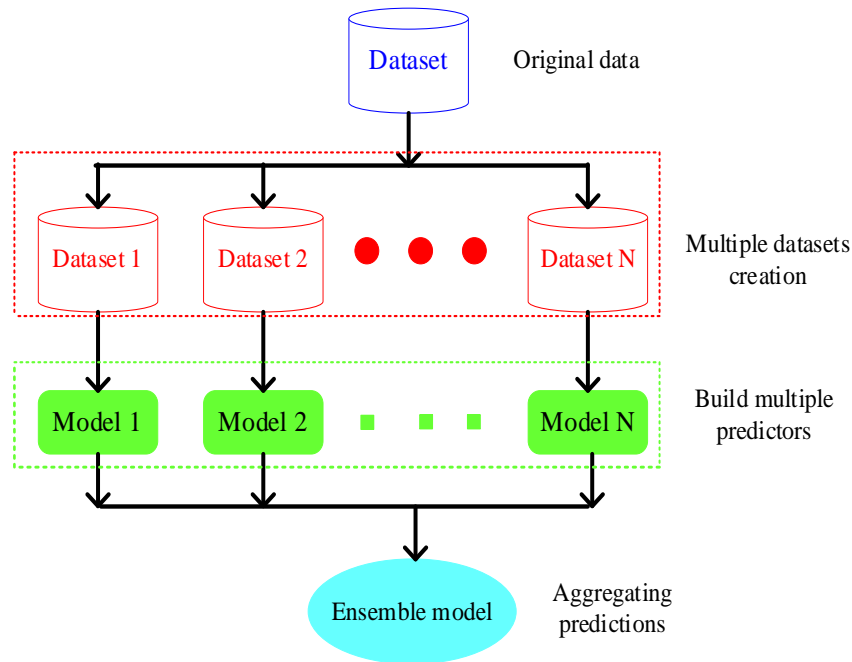 Dataset
Original data
Dataset 1
Dataset 2
Dataset N
Multiple datasets
creation
Model 1
Model 2
Model N
Build multiple
predictors
Ensemble model
Aggregating
predictions